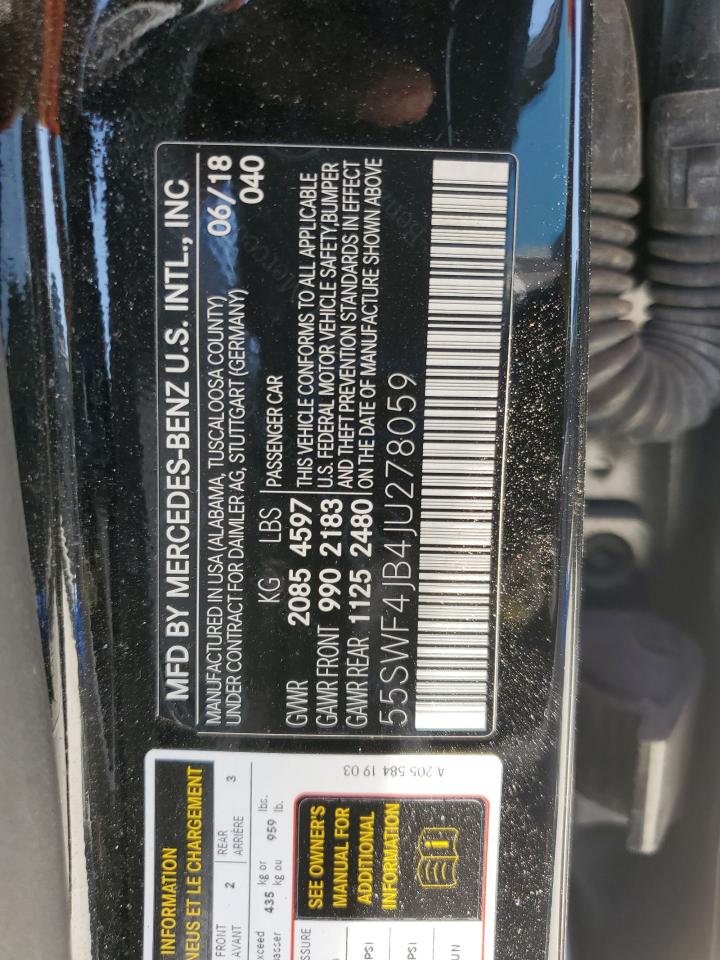 MFD BY MERCEDES-BENZ U.S. INTL., INC
MANUFACTURED IN USA (ALABAMA, TUSCALOOSA COUNTY) 06/18
UNDER CONTRACT FOR DAIMLER AG, STUTTGART (GERMANY) 040
KG LBS PASSENGER CAR
GVWR 2085 4597 THIS VEHICLE CONFORMS TO ALL APPLICABLE
GAWR FRONT 990 2183 U.S. FEDERAL MOTOR VEHICLE SAFETY, BUMPER
AND THEFT PREVENTION STANDARDS IN EFFECT
GAWR REAR 1125 2480 ON THE DATE OF MANUFACTURE SHOWN ABOVE
55SWF4JB4JU278059
INFORMATION
NEUS ET LE CHARGEMENT
FRONT 2 REAR 3
AVANT ARRIÈRE
xceed 435 kg or 959 lbs.
asser kg ou lb.
SSURE
SEE OWNER'S
MANUAL FOR
ADDITIONAL
INFORMATION
PSI
PSI
UN
A 205 584 19 03